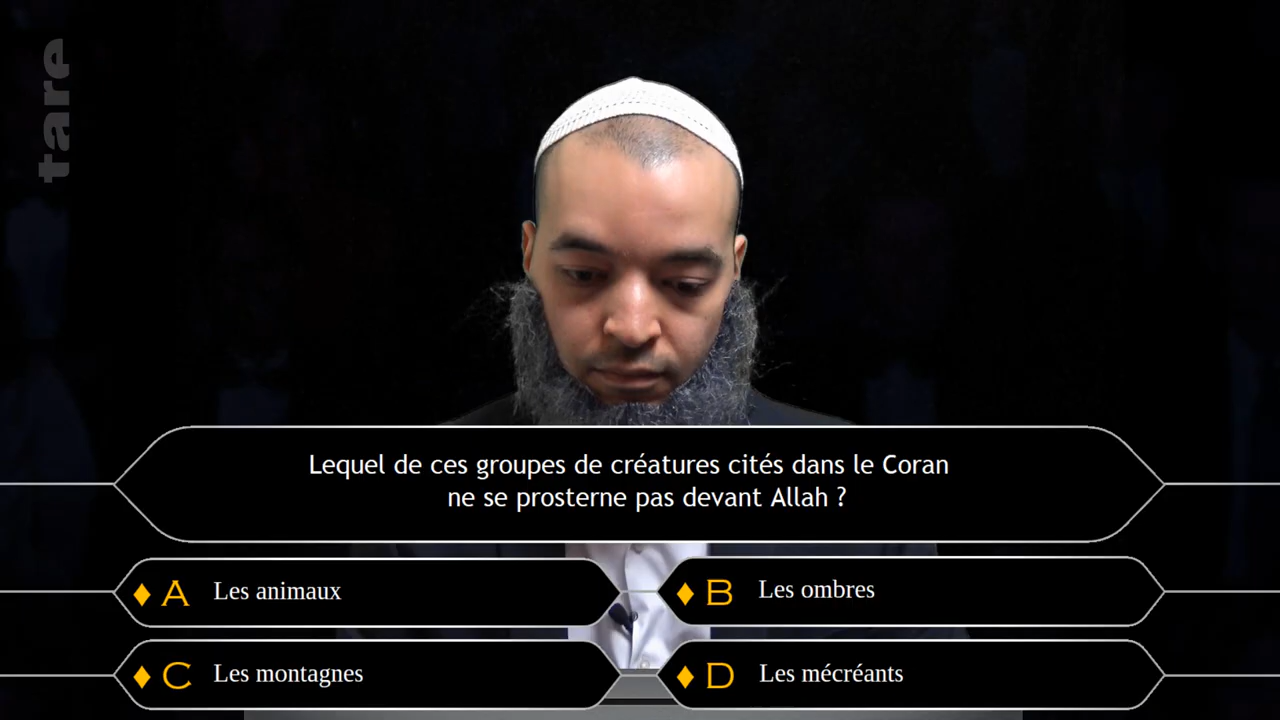 tare
Lequel de ces groupes de créatures cités dans le Coran
ne se prosterne pas devant Allah ?
A Les animaux
B Les ombres
C Les montagnes
D Les mécréants